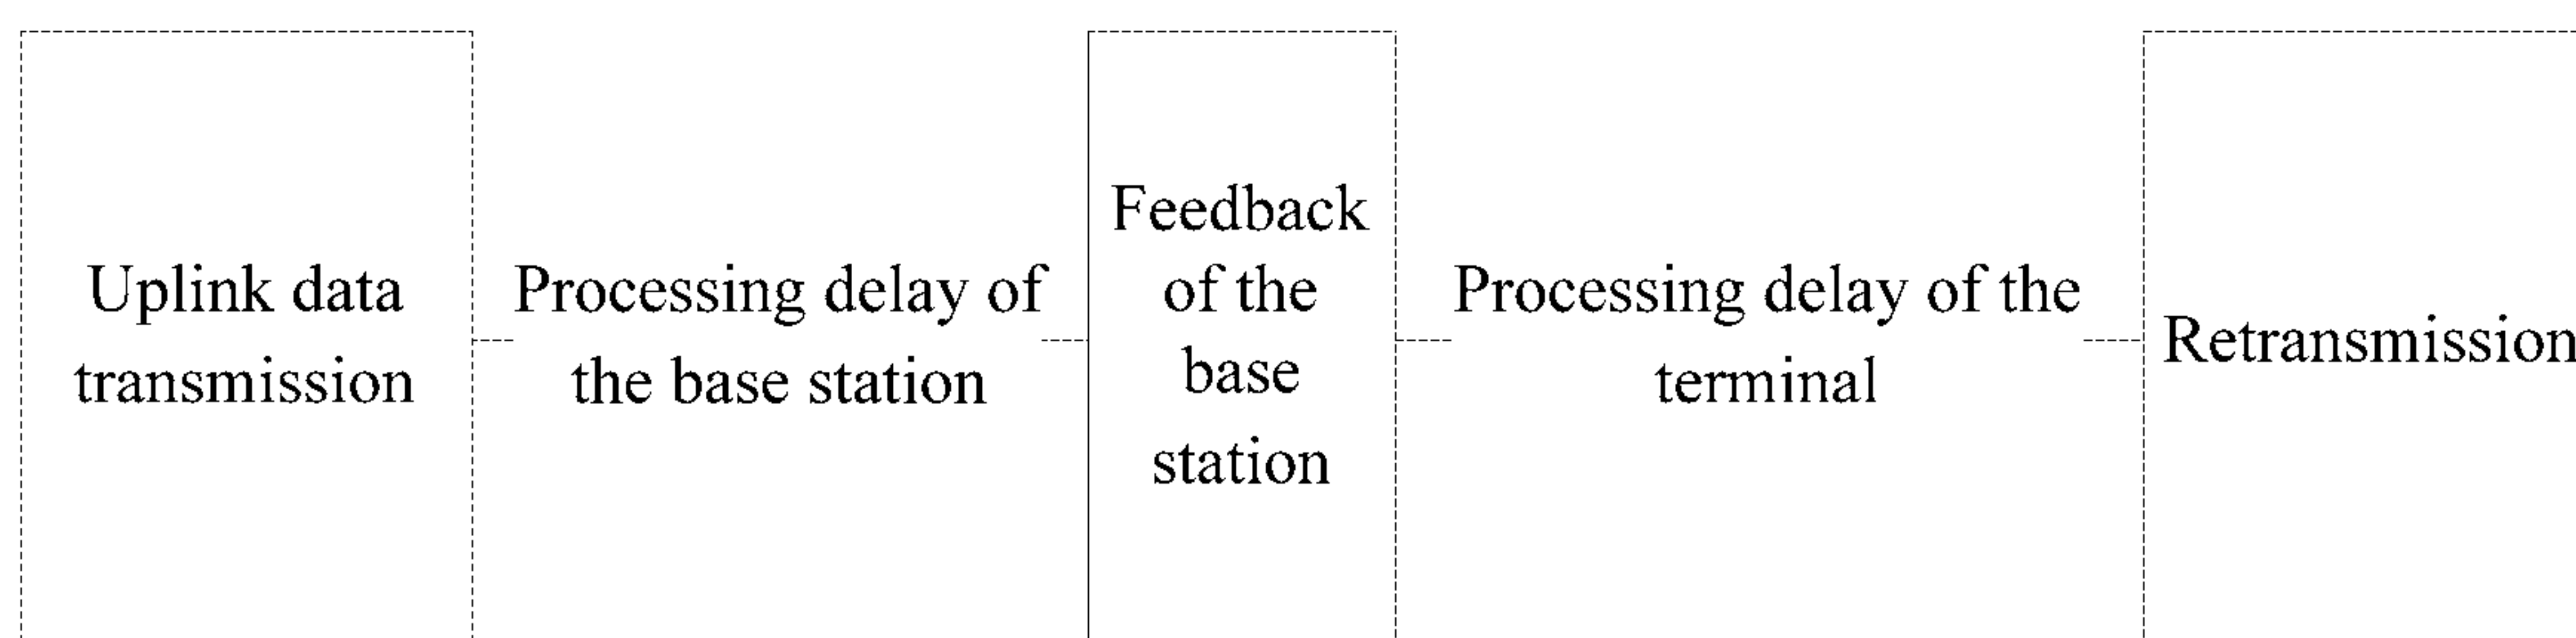 Uplink data
transmission
Processing delay of
the base station
Feedback
of the
base
station
Processing delay of the
terminal
Retransmission